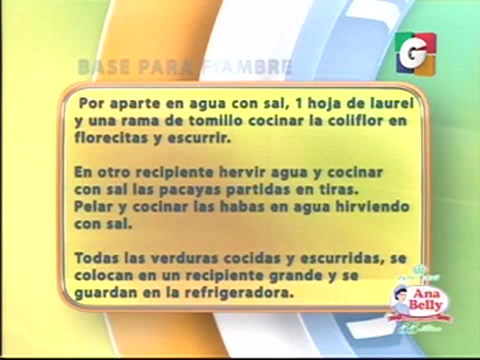 BASE PARA FIAMBRE
G
Por aparte en agua con sal, 1 hoja de laurel
y una rama de tomillo cocinar la coliflor en
florecitas y escurrir.
En otro recipiente hervir agua y cocinar
con sal las pacayas partidas en tiras.
Pelar y cocinar las habas en agua hirviendo
con sal.
Todas las verduras cocidas y escurridas, se
colocan en un recipiente grande y se
guardan en la refrigeradora.
Ana
Belly